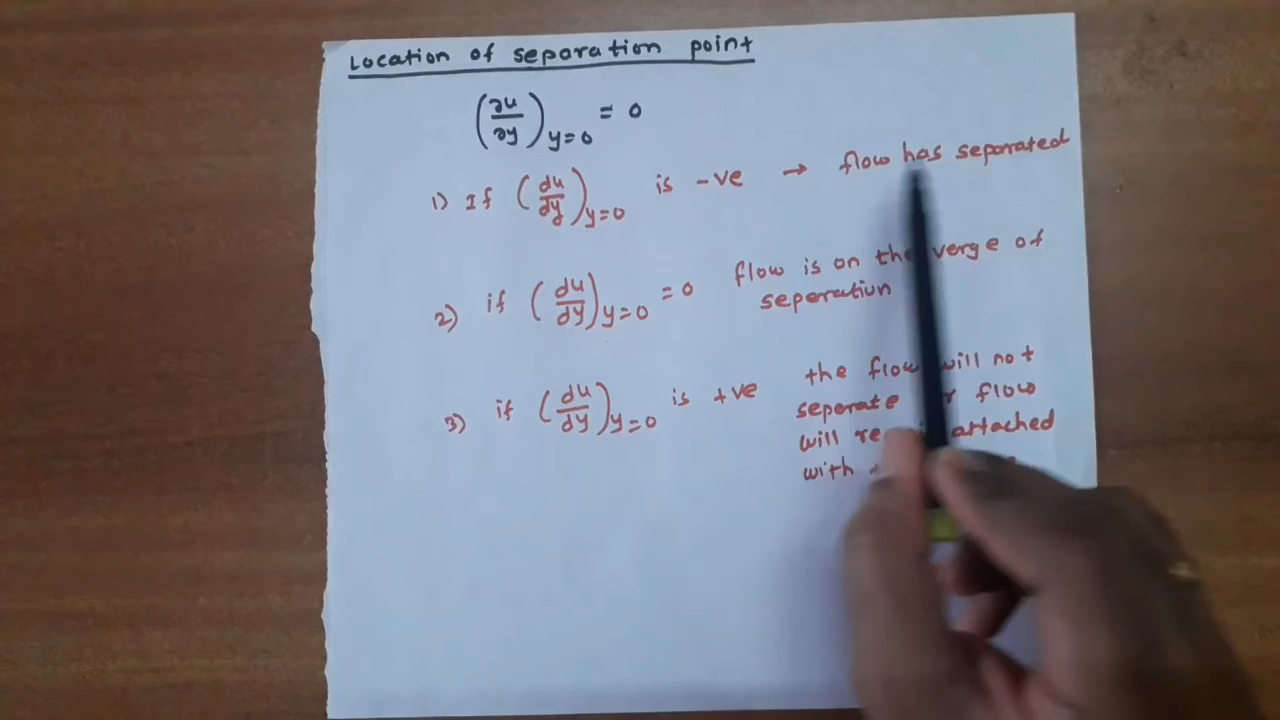 Location of separation point
(∂u/∂y)y=0 = 0
1) If (du/dy)y=0 is -ve → flow has separated
2) if (du/dy)y=0 = 0 flow is on the verge of
seperation
3) if (du/dy)y=0 is +ve the flow will not
seperate flow
will attached
with